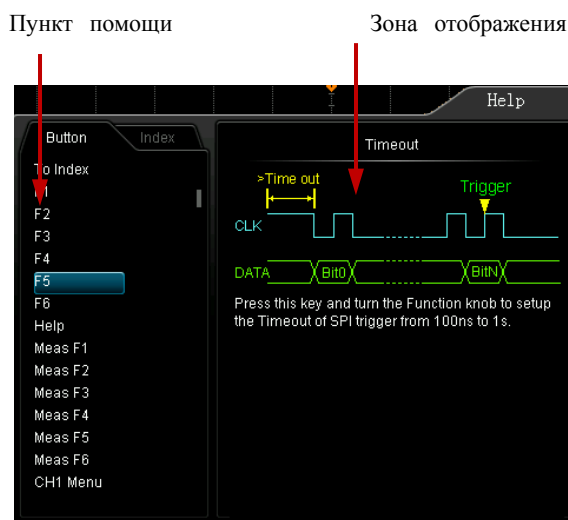 Пункт помощи
Зона отображения
Help
Button
Index
To Index
F2
F3
F4
F5
F6
Help
Meas F1
Meas F2
Meas F3
Meas F4
Meas F5
Meas F6
CH1 Menu
Timeout
>Time out
Trigger
CLK
DATA
Bit0
BitN
Press this key and turn the Function knob to setup
the Timeout of SPI trigger from 100ns to 1s.